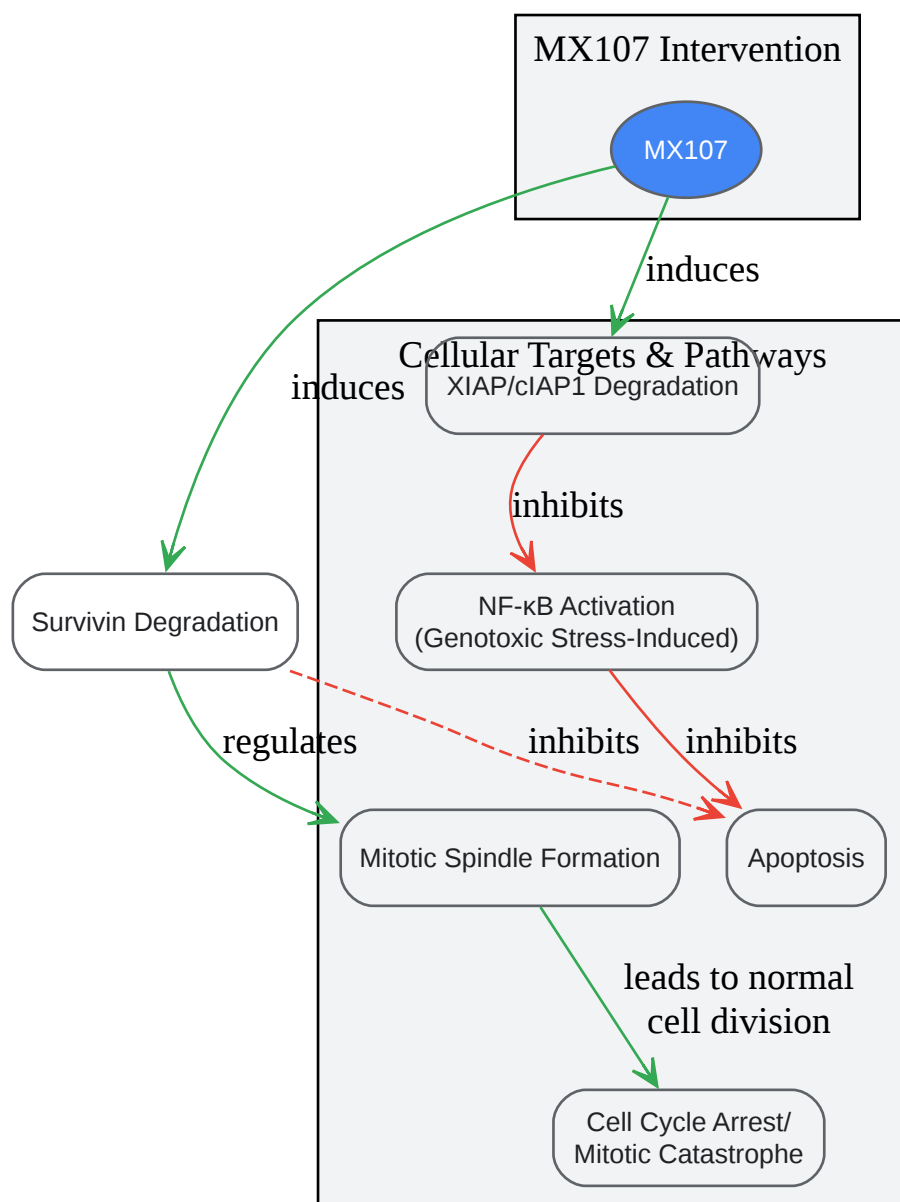 MX107 Intervention
MX107
induces
Cellular Targets & Pathways
XIAP/cIAP1 Degradation
induces
inhibits
Survivin Degradation
NF-κB Activation
(Genotoxic Stress-Induced)
regulates
inhibits
inhibits
Mitotic Spindle Formation
Apoptosis
leads to normal
cell division
Cell Cycle Arrest/
Mitotic Catastrophe